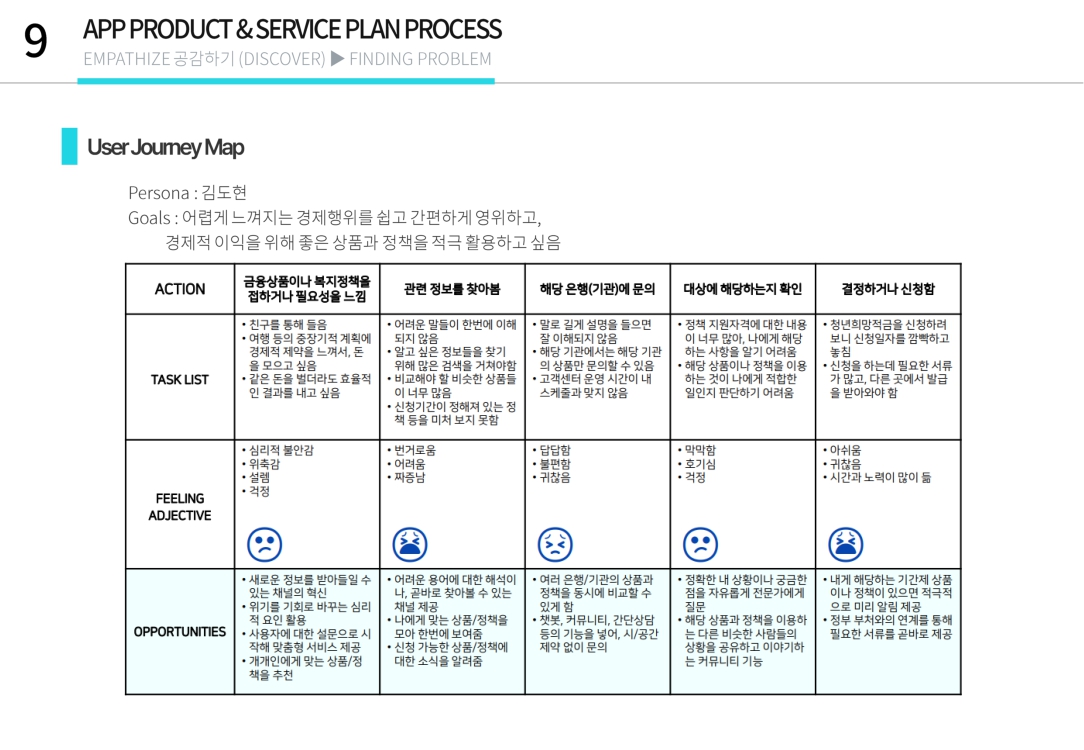 9
APP PRODUCT & SERVICE PLAN PROCESS
EMPATHIZE 공감하기 (DISCOVER) ▶ FINDING PROBLEM
User Journey Map
Persona : 김도현
Goals : 어렵게 느껴지는 경제행위를 쉽고 간편하게 영위하고,
경제적 이익을 위해 좋은 상품과 정책을 적극 활용하고 싶음
ACTION
금융상품이나 복지정책을
접하거나 필요성을 느낌
관련 정보를 찾아봄
해당 은행(기관)에 문의
대상에 해당하는지 확인
결정하거나 신청함
TASK LIST
• 친구를 통해 들음
• 여행 등의 중장기적 계획에
경제적 제약을 느껴서, 돈
을 모으고 싶음
• 같은 돈을 벌더라도 효율적
인 결과를 내고 싶음
• 어려운 말들이 한번에 이해
되지 않음
• 알고 싶은 정보들을 찾기
위해 많은 검색을 거쳐야함
• 비교해야 할 비슷한 상품들
이 너무 많음
• 신청기간이 정해져 있는 정
책 등을 미처 보지 못함
• 말로 길게 설명을 들으면
잘 이해되지 않음
• 해당 기관에서는 해당 기관
의 상품만 문의할 수 있음
• 고객센터 운영 시간이 내
스케줄과 맞지 않음
• 정책 지원자격에 대한 내용
이 너무 많아, 나에게 해당
하는 사항을 알기 어려움
• 해당 상품이나 정책을 이용
하는 것이 나에게 적합한
일인지 판단하기 어려움
• 청년희망적금을 신청하려
보니 신청일자를 깜빡하고
놓침
• 신청을 하는데 필요한 서류
가 많고, 다른 곳에서 발급
을 받아와야 함
FEELING
ADJECTIVE
• 심리적 불안감
• 위축감
• 설렘
• 걱정
• 번거로움
• 어려움
• 짜증남
• 답답함
• 불편함
• 귀찮음
• 막막함
• 호기심
• 걱정
• 아쉬움
• 귀찮음
• 시간과 노력이 많이 듦
OPPORTUNITIES
• 새로운 정보를 받아들일 수
있는 채널의 혁신
• 위기를 기회로 바꾸는 심리
적 요인 활용
• 사용자에 대한 설문으로 시
작해 맞춤형 서비스 제공
• 개개인에게 맞는 상품/정
책을 추천
• 어려운 용어에 대한 해석이
나, 곧바로 찾아볼 수 있는
채널 제공
• 나에게 맞는 상품/정책을
모아 한번에 보여줌
• 신청 가능한 상품/정책에
대한 소식을 알려줌
• 여러 은행/기관의 상품과
정책을 동시에 비교할 수
있게 함
• 챗봇, 커뮤니티, 간단상담
등의 기능을 넣어, 시/공간
제약 없이 문의
• 정확한 내 상황이나 궁금한
점을 자유롭게 전문가에게
질문
• 해당 상품과 정책을 이용하
는 다른 비슷한 사람들의
상황을 공유하고 이야기하
는 커뮤니티 기능
• 내게 해당하는 기간제 상품
이나 정책이 있으면 적극적
으로 미리 알림 제공
• 정부 부처와의 연계를 통해
필요한 서류를 곧바로 제공